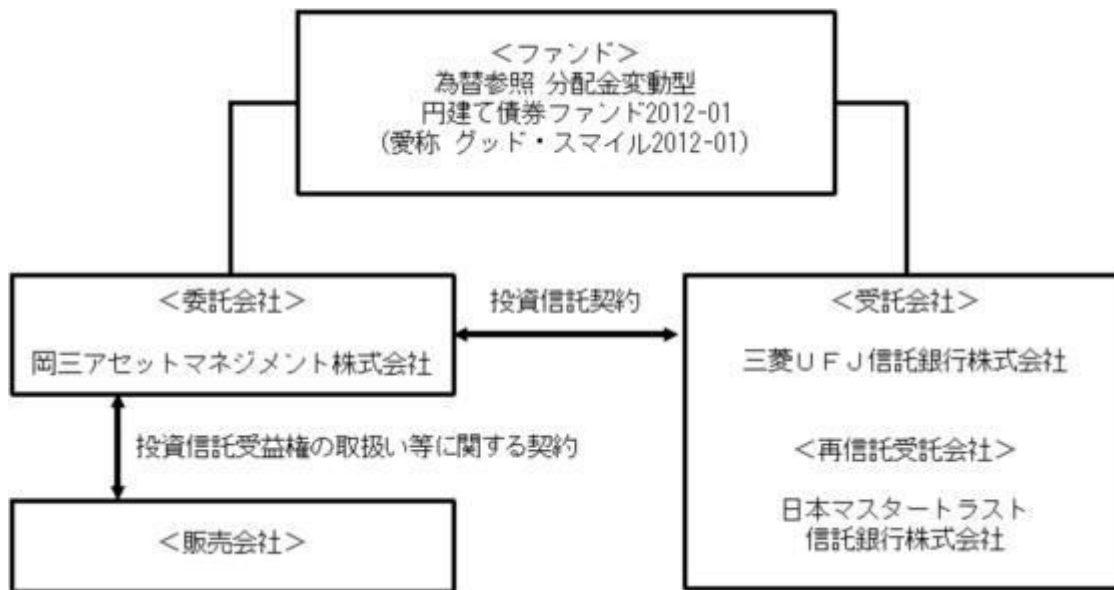 ＜ファンド＞
為替参照 分配金変動型
円建て債券ファンド2012-01
(愛称 グッド・スマイル2012-01)
＜委託会社＞
岡三アセットマネジメント株式会社
投資信託契約
＜受託会社＞
三菱ＵＦＪ信託銀行株式会社
＜再信託受託会社＞
日本マスタートラスト
信託銀行株式会社
投資信託受益権の取扱い等に関する契約
＜販売会社＞